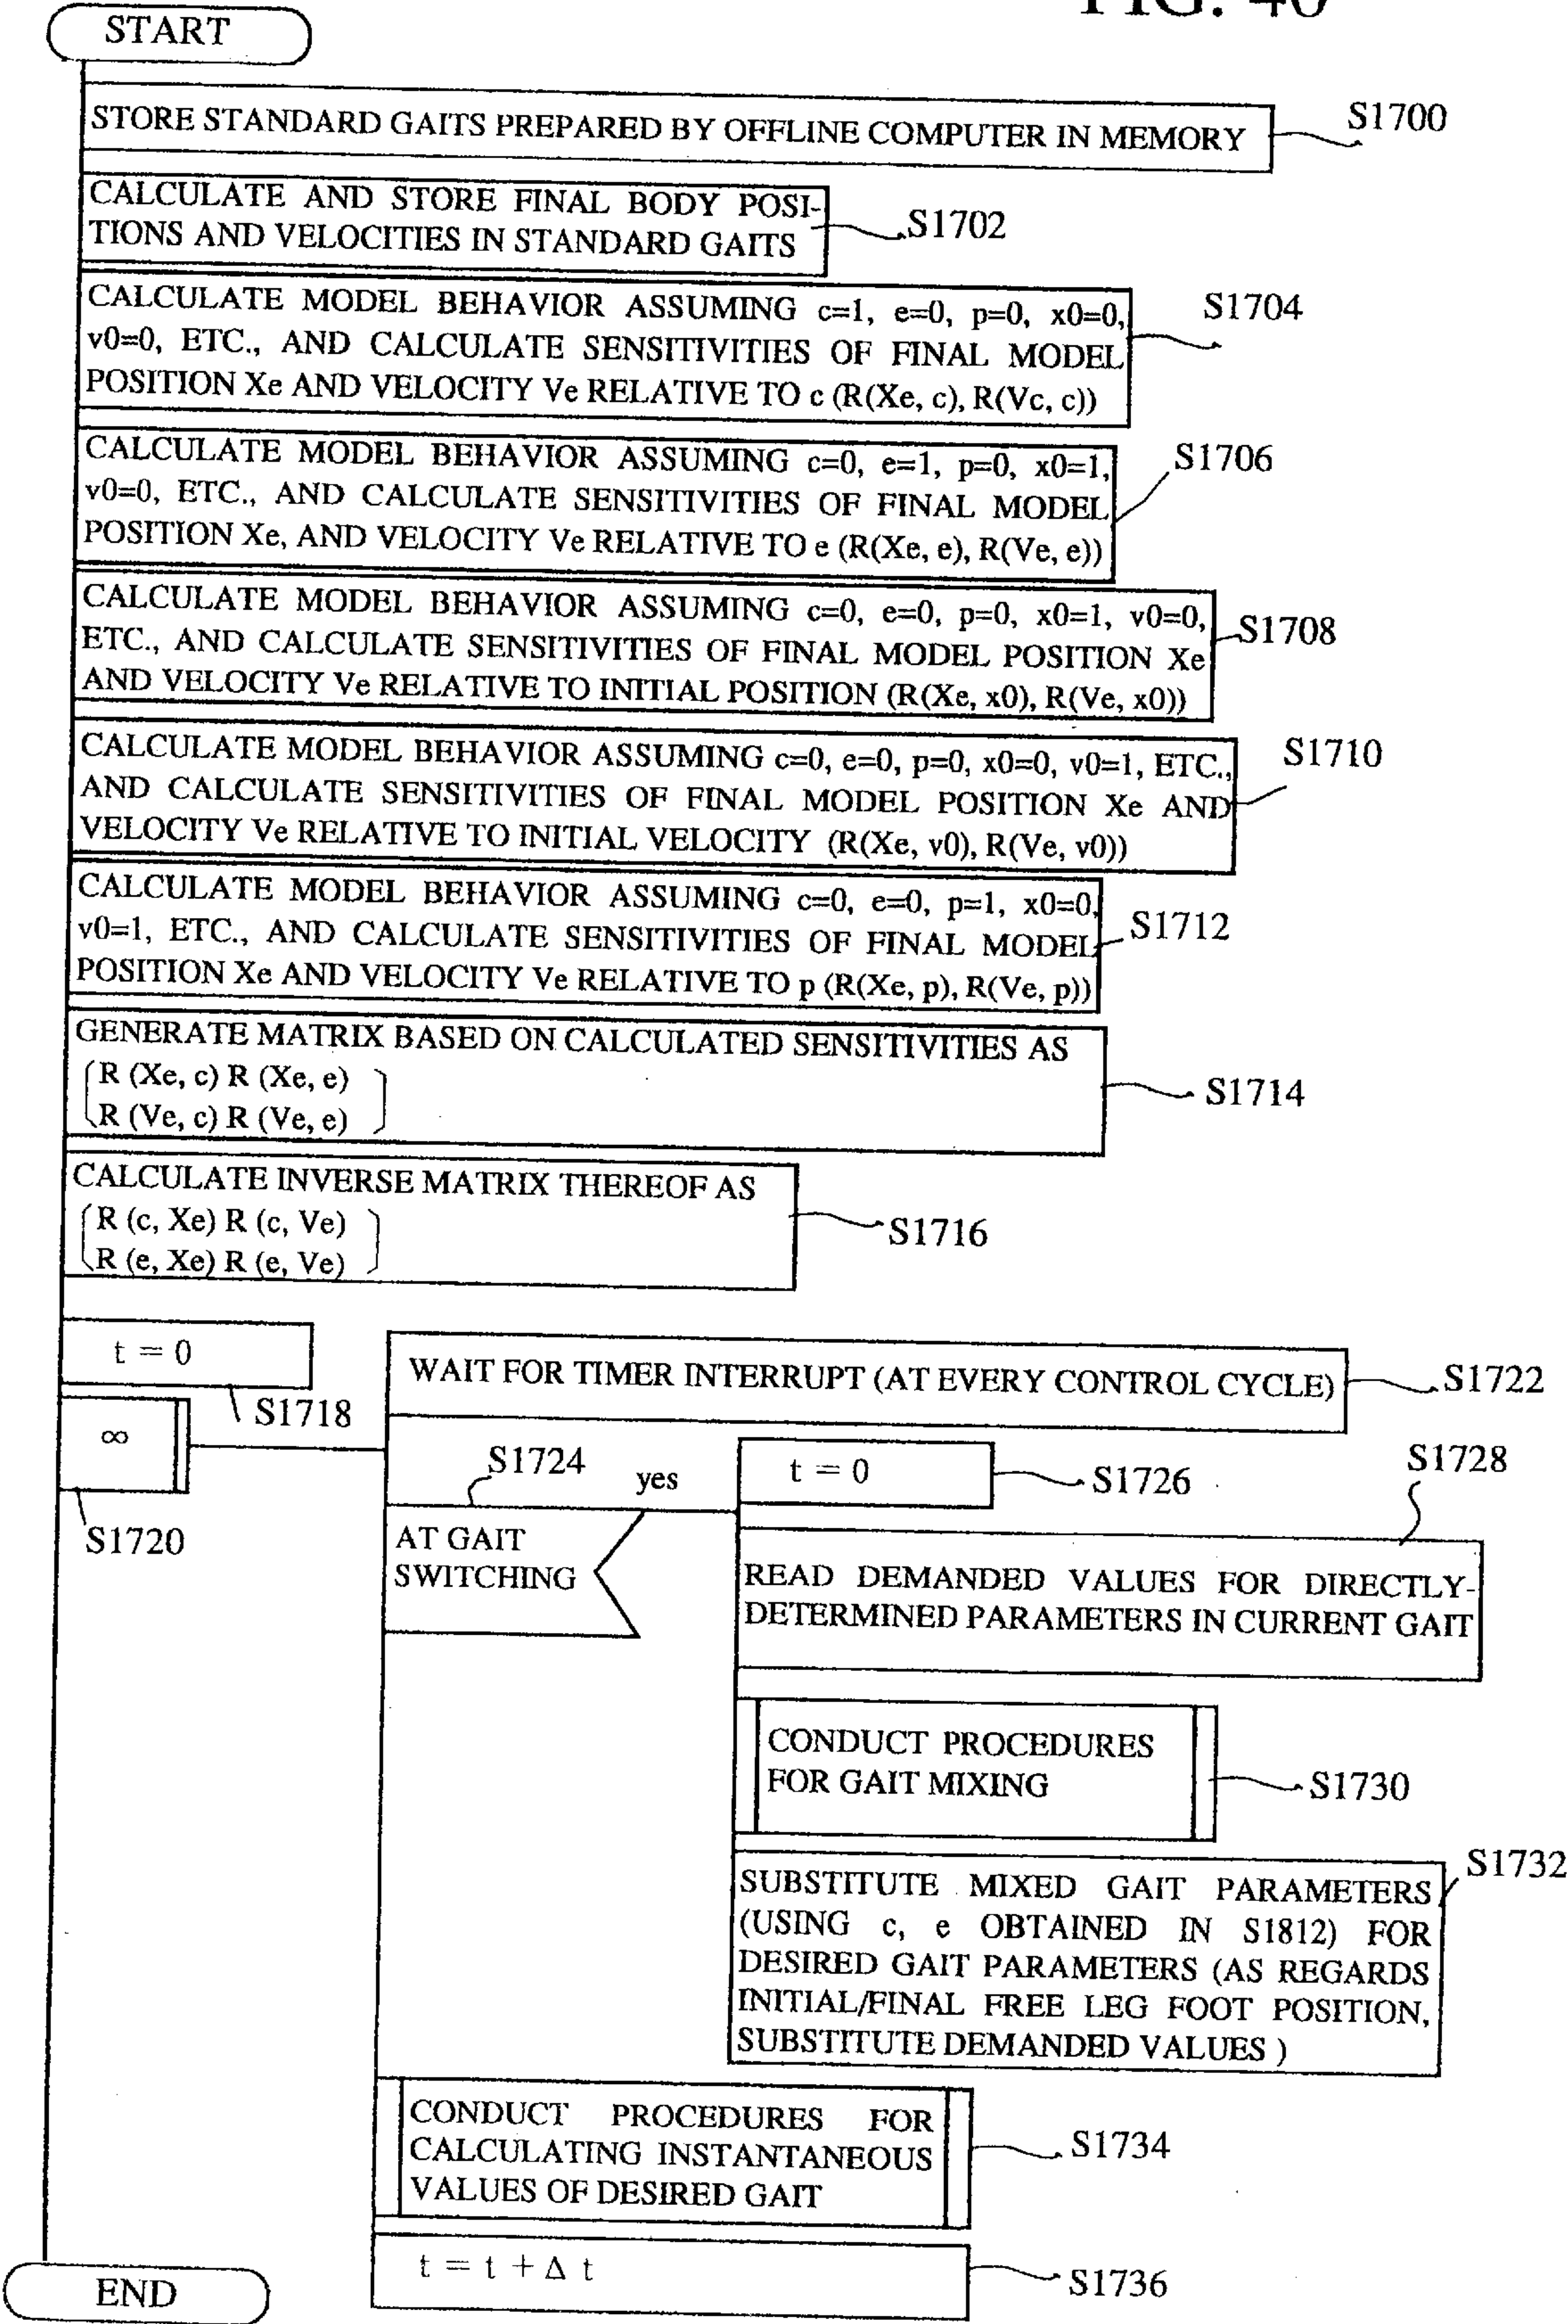 FIG. 40
START
STORE STANDARD GAITS PREPARED BY OFFLINE COMPUTER IN MEMORY
S1700
CALCULATE AND STORE FINAL BODY POSI-
TIONS AND VELOCITIES IN STANDARD GAITS
S1702
CALCULATE MODEL BEHAVIOR ASSUMING c=1, e=0, p=0, x0=0,
v0=0, ETC., AND CALCULATE SENSITIVITIES OF FINAL MODEL
POSITION Xe AND VELOCITY Ve RELATIVE TO c (R(Xe, c), R(Vc, c))
S1704
CALCULATE MODEL BEHAVIOR ASSUMING c=0, e=1, p=0, x0=1,
v0=0, ETC., AND CALCULATE SENSITIVITIES OF FINAL MODEL
POSITION Xe, AND VELOCITY Ve RELATIVE TO e (R(Xe, e), R(Ve, e))
S1706
CALCULATE MODEL BEHAVIOR ASSUMING c=0, e=0, p=0, x0=1, v0=0,
ETC., AND CALCULATE SENSITIVITIES OF FINAL MODEL POSITION Xe
AND VELOCITY Ve RELATIVE TO INITIAL POSITION (R(Xe, x0), R(Ve, x0))
S1708
CALCULATE MODEL BEHAVIOR ASSUMING c=0, e=0, p=0, x0=0, v0=1, ETC.,
AND CALCULATE SENSITIVITIES OF FINAL MODEL POSITION Xe AND
VELOCITY Ve RELATIVE TO INITIAL VELOCITY (R(Xe, v0), R(Ve, v0))
S1710
CALCULATE MODEL BEHAVIOR ASSUMING c=0, e=0, p=1, x0=0,
v0=1, ETC., AND CALCULATE SENSITIVITIES OF FINAL MODEL
POSITION Xe AND VELOCITY Ve RELATIVE TO p (R(Xe, p), R(Ve, p))
S1712
GENERATE MATRIX BASED ON CALCULATED SENSITIVITIES AS
R (Xe, c) R (Xe, e)
R (Ve, c) R (Ve, e)
S1714
CALCULATE INVERSE MATRIX THEREOF AS
R (c, Xe) R (c, Ve)
R (e, Xe) R (e, Ve)
S1716
t = 0
S1718
∞
S1720
WAIT FOR TIMER INTERRUPT (AT EVERY CONTROL CYCLE)
S1722
S1724
yes
AT GAIT
SWITCHING
t = 0
S1726
S1728
READ DEMANDED VALUES FOR DIRECTLY-
DETERMINED PARAMETERS IN CURRENT GAIT
CONDUCT PROCEDURES
FOR GAIT MIXING
S1730
S1732
SUBSTITUTE MIXED GAIT PARAMETERS
(USING c, e OBTAINED IN S1812) FOR
DESIRED GAIT PARAMETERS (AS REGARDS
INITIAL/FINAL FREE LEG FOOT POSITION,
SUBSTITUTE DEMANDED VALUES )
CONDUCT PROCEDURES FOR
CALCULATING INSTANTANEOUS
VALUES OF DESIRED GAIT
S1734
t = t + Δ t
S1736
END